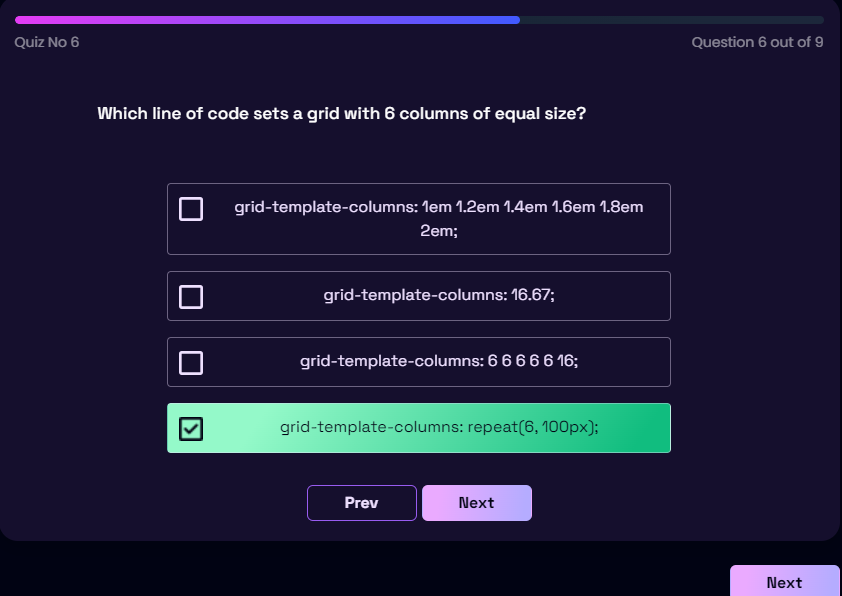 Quiz No 6
Question 6 out of 9
Which line of code sets a grid with 6 columns of equal size?
grid-template-columns: 1em 1.2em 1.4em 1.6em 1.8em
2em;
grid-template-columns: 16.67;
grid-template-columns: 6 6 6 6 6 16;
grid-template-columns: repeat(6, 100px);
Prev
Next
Next